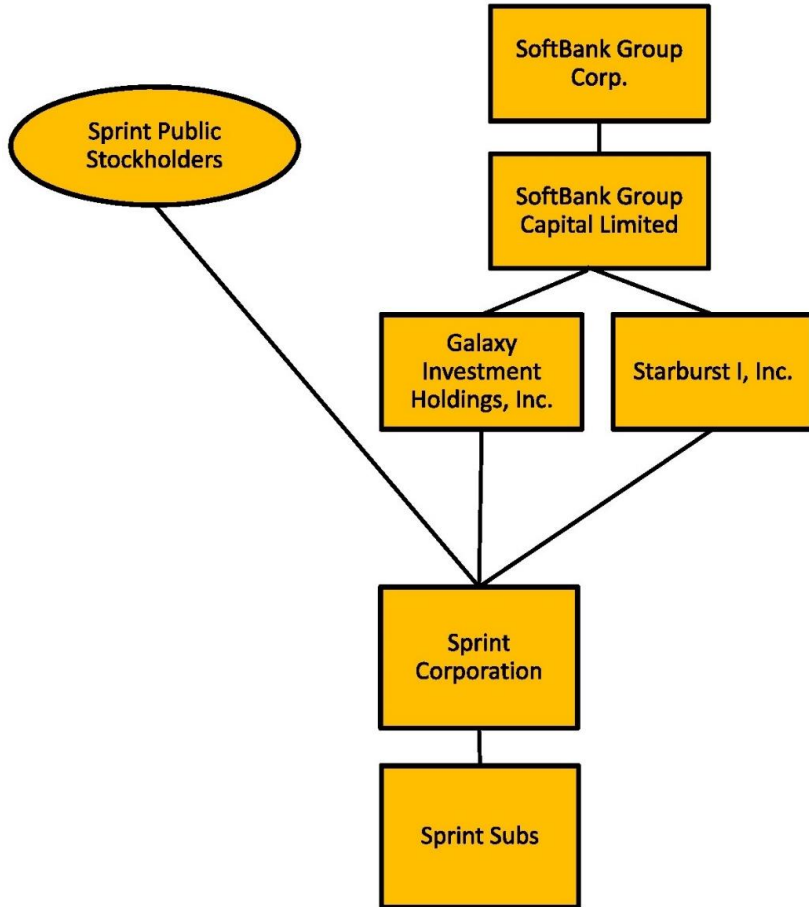 SoftBank Group
Corp.
Sprint Public
Stockholders
SoftBank Group
Capital Limited
Galaxy
Investment
Holdings, Inc.
Starburst I, Inc.
Sprint
Corporation
Sprint Subs